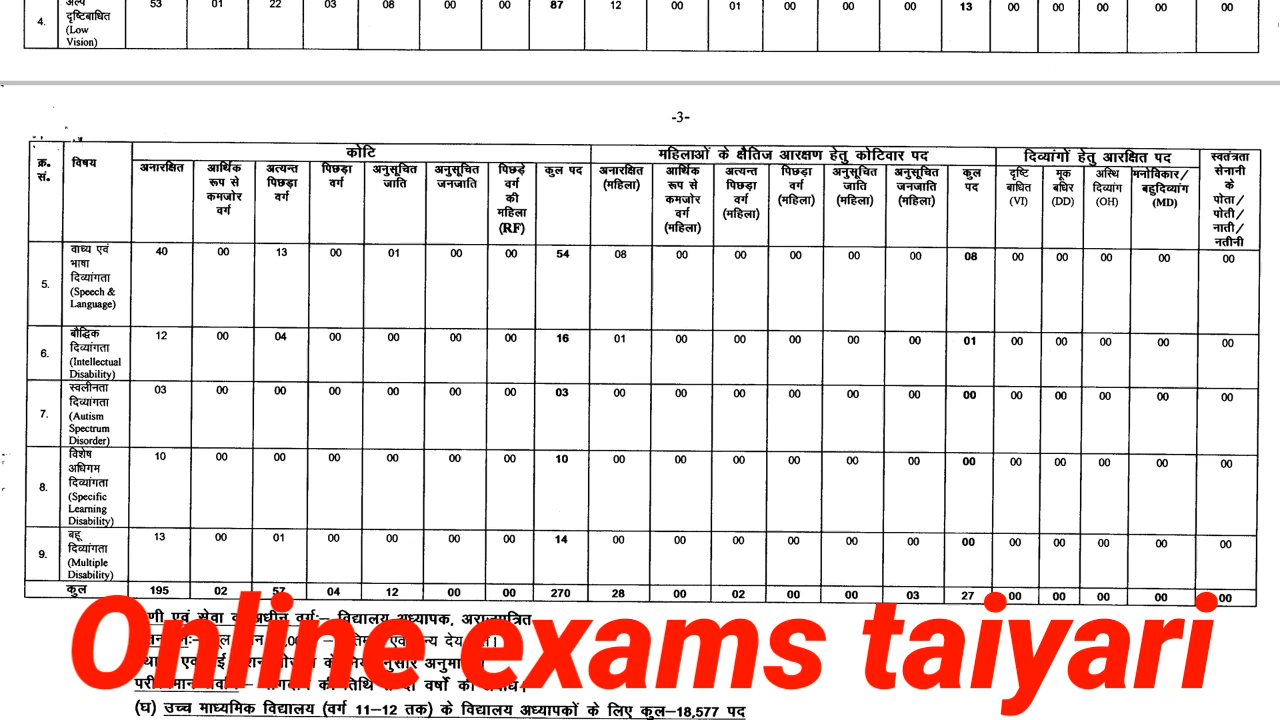 4. अल्प 53 01 22 03 08 00 00 87 12 00 01 00 00 00 13 00 00 00 00 00
दृष्टिबाधित
(Low
Vision)
-3-
क्र. सं. विषय कोटि महिलाओं के क्षैतिज आरक्षण हेतु कोटिवार पद दिव्यांगों हेतु आरक्षित पद स्वतंत्रता सेनानी के पोता/ पोती/ नाती/ नतीनी
अनारक्षित आर्थिक रूप से कमजोर वर्ग अत्यन्त पिछड़ा वर्ग पिछड़ा वर्ग अनुसूचित जाति अनुसूचित जनजाति पिछड़े वर्ग की महिला (RF) कुल पद अनारक्षित (महिला) आर्थिक रूप से कमजोर वर्ग (महिला) अत्यन्त पिछड़ा वर्ग (महिला) पिछड़ा वर्ग (महिला) अनुसूचित जाति (महिला) अनुसूचित जनजाति (महिला) कुल पद दृष्टि बाधित (VI) मूक बधिर (DD) अस्थि दिव्यांग (OH) मनोविकार/ बहुदिव्यांग (MD)
5. वाच्य एवं भाषा दिव्यांगता (Speech & Language) 40 00 13 00 01 00 00 54 08 00 00 00 00 00 08 00 00 00 00 00
6. बौद्धिक दिव्यांगता (Intellectual Disability) 12 00 04 00 00 00 00 16 01 00 00 00 00 00 01 00 00 00 00 00
7. स्वलीनता दिव्यांगता (Autism Spectrum Disorder) 03 00 00 00 00 00 00 03 00 00 00 00 00 00 00 00 00 00 00 00
8. विशेष अधिगम दिव्यांगता (Specific Learning Disability) 10 00 00 00 00 00 00 10 00 00 00 00 00 00 00 00 00 00 00 00
9. बहू दिव्यांगता (Multiple Disability) 13 00 01 00 00 00 00 14 00 00 00 00 00 00 00 00 00 00 00 00
कुल 195 02 57 04 12 00 00 270 28 00 02 00 00 03 27 00 00 00 00 00
एवं सेवा अधीन वर्ग:– विद्यालय अध्यापक, अराजपत्रित
Online exams taiyari
(घ) उच्च माध्यमिक विद्यालय (वर्ग 11–12 तक) के विद्यालय अध्यापकों के लिए कुल–18,577 पद